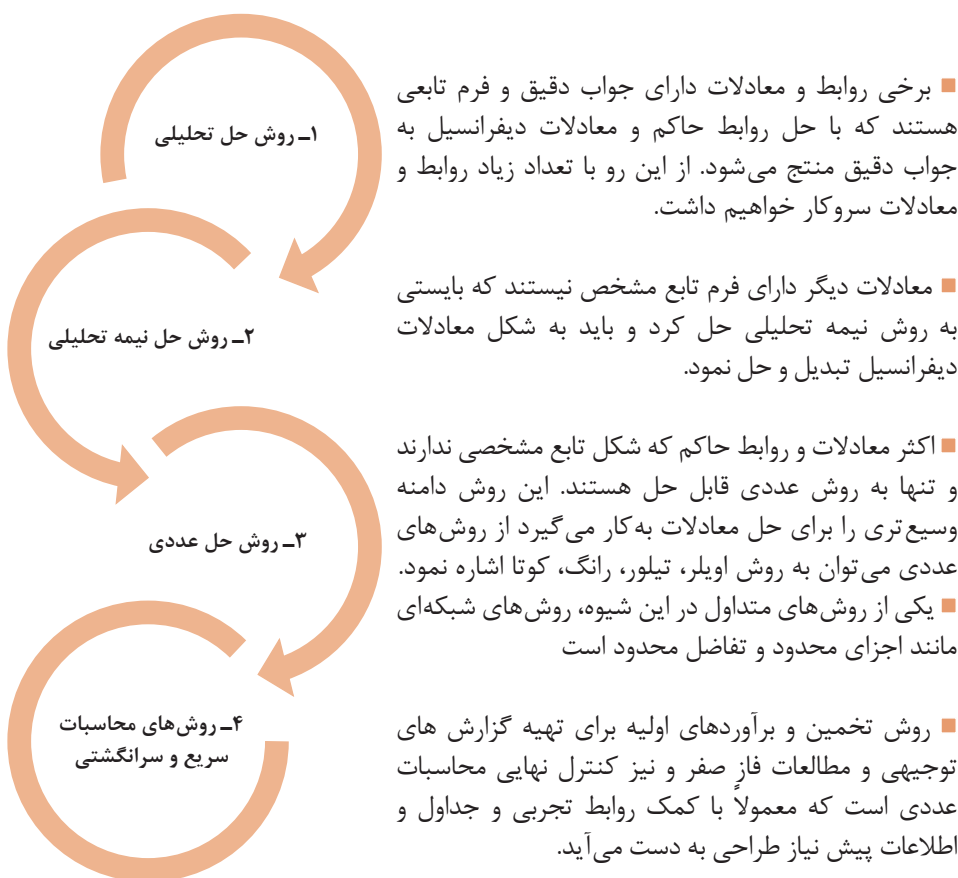 ۱ـ روش حل تحلیلی
■ برخی روابط و معادلات دارای جواب دقیق و فرم تابعی
هستند که با حل روابط حاکم و معادلات دیفرانسیل به
جواب دقیق منتج می‌شود. از این رو با تعداد زیاد روابط و
معادلات سروکار خواهیم داشت.
۲ـ روش حل نیمه تحلیلی
■ معادلات دیگر دارای فرم تابع مشخص نیستند که بایستی
به روش نیمه تحلیلی حل کرد و باید به شکل معادلات
دیفرانسیل تبدیل و حل نمود.
۳ـ روش حل عددی
■ اکثر معادلات و روابط حاکم که شکل تابع مشخصی ندارند
و تنها به روش عددی قابل حل هستند. این روش دامنه
وسیع‌تری را برای حل معادلات به‌کار می‌گیرد از روش‌های
عددی می‌توان به روش اویلر، تیلور، رانگ، کوتا اشاره نمود.
■ یکی از روش‌های متداول در این شیوه، روش‌های شبکه‌ای
مانند اجزای محدود و تفاضل محدود است
۴ـ روش‌های محاسبات
سریع و سرانگشتی
■ روش تخمین و برآوردهای اولیه برای تهیه گزارش های
توجیهی و مطالعات فاز صفر و نیز کنترل نهایی محاسبات
عددی است که معمولاً با کمک روابط تجربی و جداول و
اطلاعات پیش نیاز طراحی به دست می‌آید.